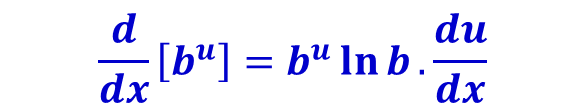 d/dx [b^u] = b^u ln b . du/dx